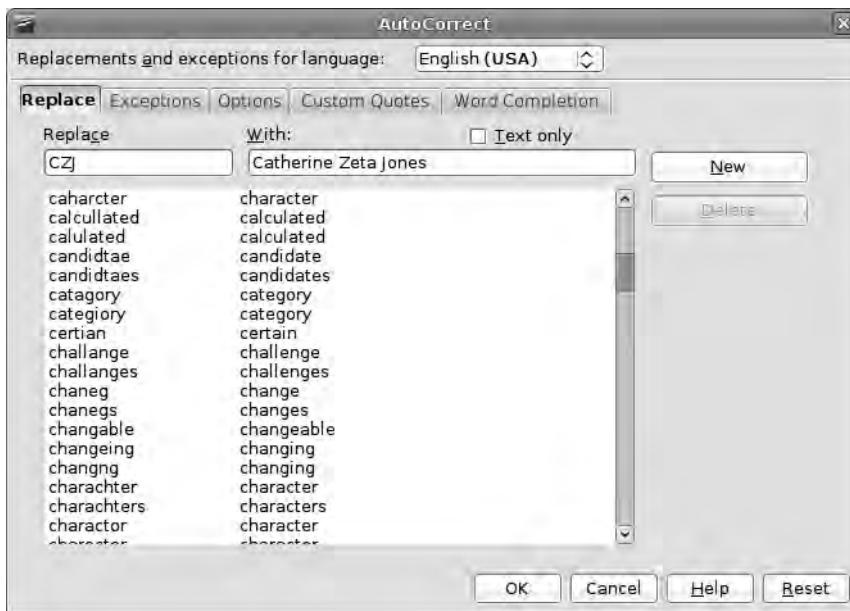 AutoCorrect
Replacements and exceptions for language: English (USA)
Replace Exceptions Options Custom Quotes Word Completion
Replace With: Text only
CZJ Catherine Zeta Jones New
caharcter character
Delete
calcullated calculated
calulated calculated
candidtae candidate
candidtaes candidates
catagory category
categiory category
certian certain
challange challenge
challanges challenges
chaneg change
chanegs changes
changable changeable
changeing changing
changng changing
charachter character
charachters characters
charactor character
OK Cancel Help Reset